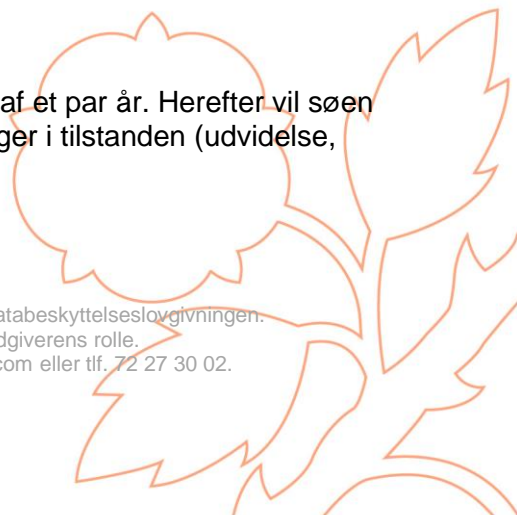 af et par år. Herefter vil søen
ger i tilstanden (udvidelse,
atabeskyttelseslovgivningen.
dgiverens rolle.
com eller tlf. 72 27 30 02.